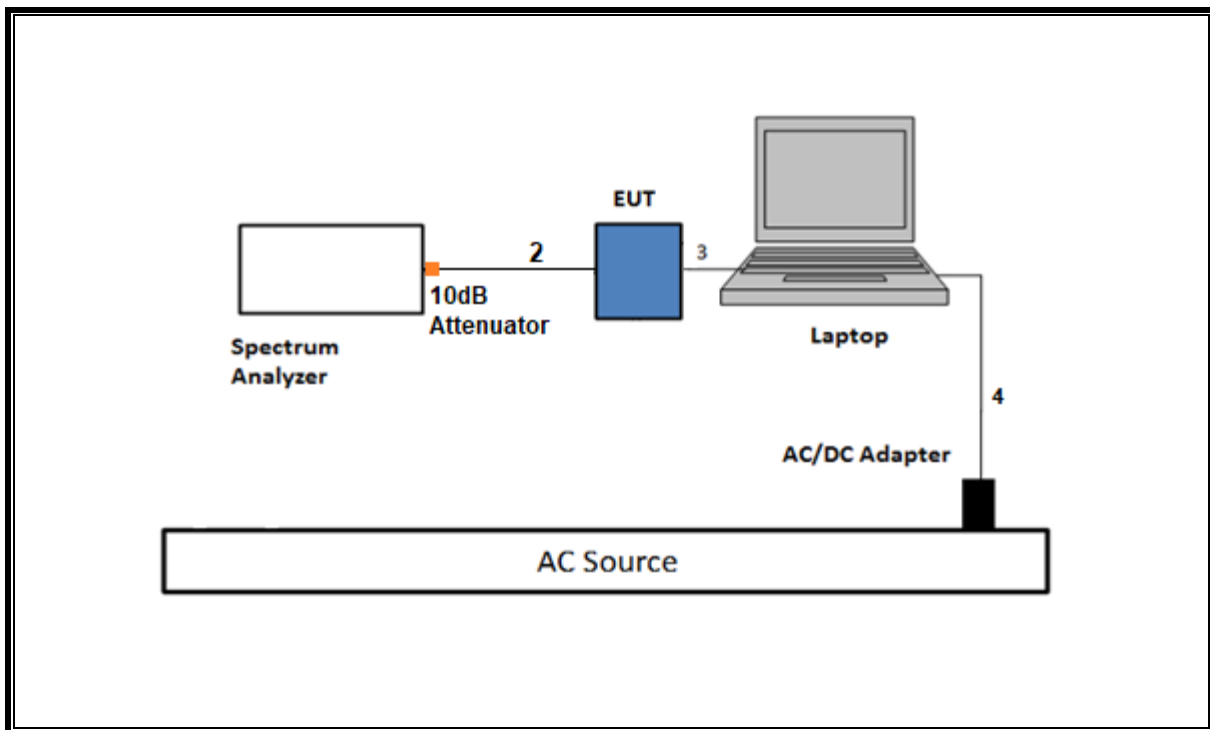 EUT
2
3
10dB
Attenuator
Spectrum
Analyzer
Laptop
4
AC/DC Adapter
AC Source